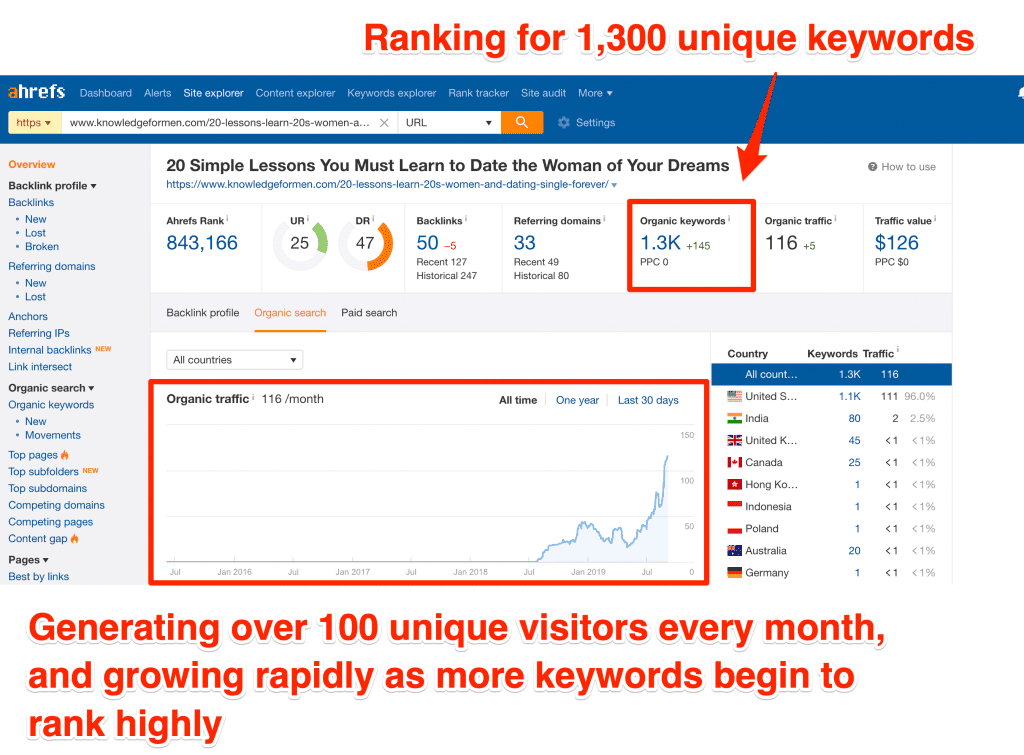 Ranking for 1,300 unique keywords
ahrefs Dashboard Alerts Site explorer Content explorer Keywords explorer Rank tracker Site audit More
https www.knowledgeformen.com/20-lessons-learn-20s-women-a... URL Settings
Overview
Backlink profile
Backlinks
New
Lost
Broken
Referring domains
New
Lost
Anchors
Referring IPs
Internal backlinks NEW
Link intersect
Organic search
Organic keywords
New
Movements
Top pages
Top subfolders NEW
Top subdomains
Competing domains
Competing pages
Content gap
Pages
Best by links
20 Simple Lessons You Must Learn to Date the Woman of Your Dreams
How to use
https://www.knowledgeformen.com/20-lessons-learn-20s-women-and-dating-single-forever/
Ahrefs Rank
843,166
UR
25
DR
47
Backlinks
50 -5
Recent 127
Historical 247
Referring domains
33
Recent 49
Historical 80
Organic keywords
1.3K +145
PPC 0
Organic traffic
116 +5
Traffic value
$126
PPC $0
Backlink profile Organic search Paid search
All countries
Organic traffic 116 /month
All time One year Last 30 days
150
100
50
0
Jul Jan 2016 Jul Jan 2017 Jul Jan 2018 Jul Jan 2019 Jul
Country Keywords Traffic
All count... 1.3K 116
United S... 1.1K 111 96.0%
India 80 2 2.5%
United K... 45 <1 <1%
Canada 25 <1 <1%
Hong Ko... 1 <1 <1%
Indonesia 1 <1 <1%
Poland 1 <1 <1%
Australia 20 <1 <1%
Germany 1 <1 <1%
Generating over 100 unique visitors every month,
and growing rapidly as more keywords begin to
rank highly